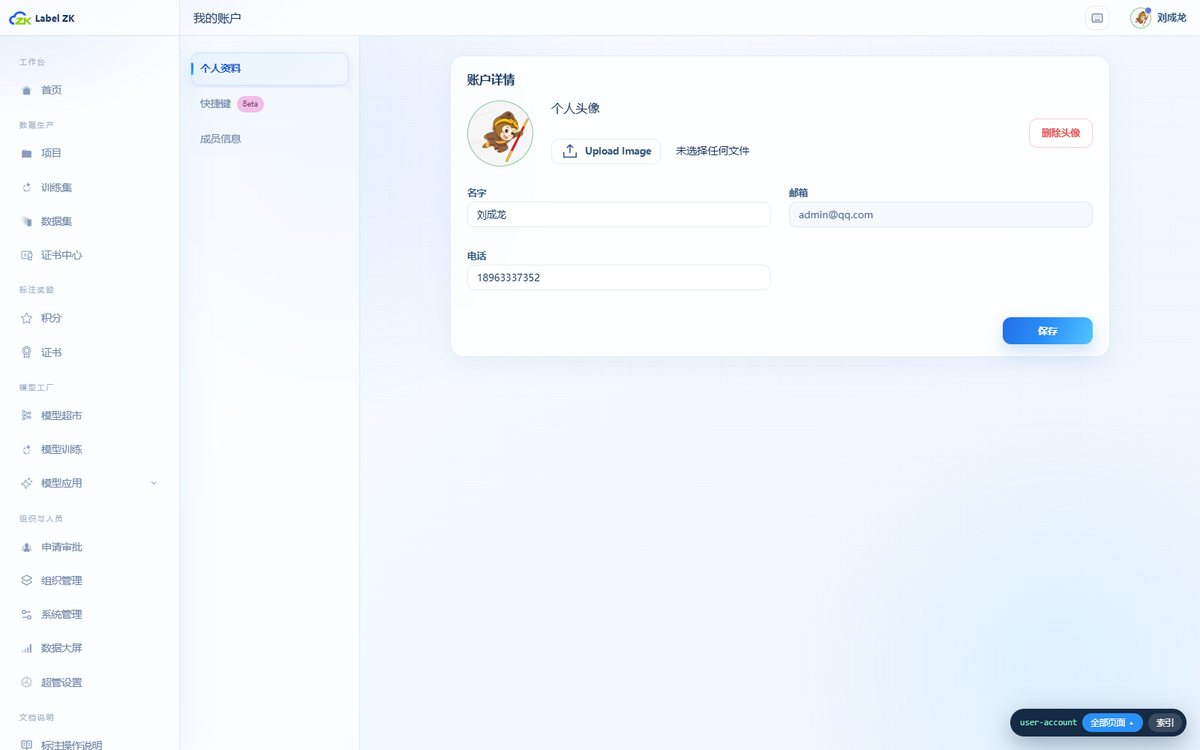 Label ZK
我的账户
刘成龙
工作台
首页
数据生产
项目
训练集
数据集
证书中心
标注奖励
积分
证书
模型工厂
模型超市
模型训练
模型应用
组织与人员
申请审批
组织管理
系统管理
数据大屏
超管设置
文档说明
标注操作说明
个人资料
快捷键 Beta
成员信息
账户详情
个人头像
Upload Image 未选择任何文件
删除头像
名字
刘成龙
邮箱
admin@qq.com
电话
18963337352
保存
user-account 全部页面 索引